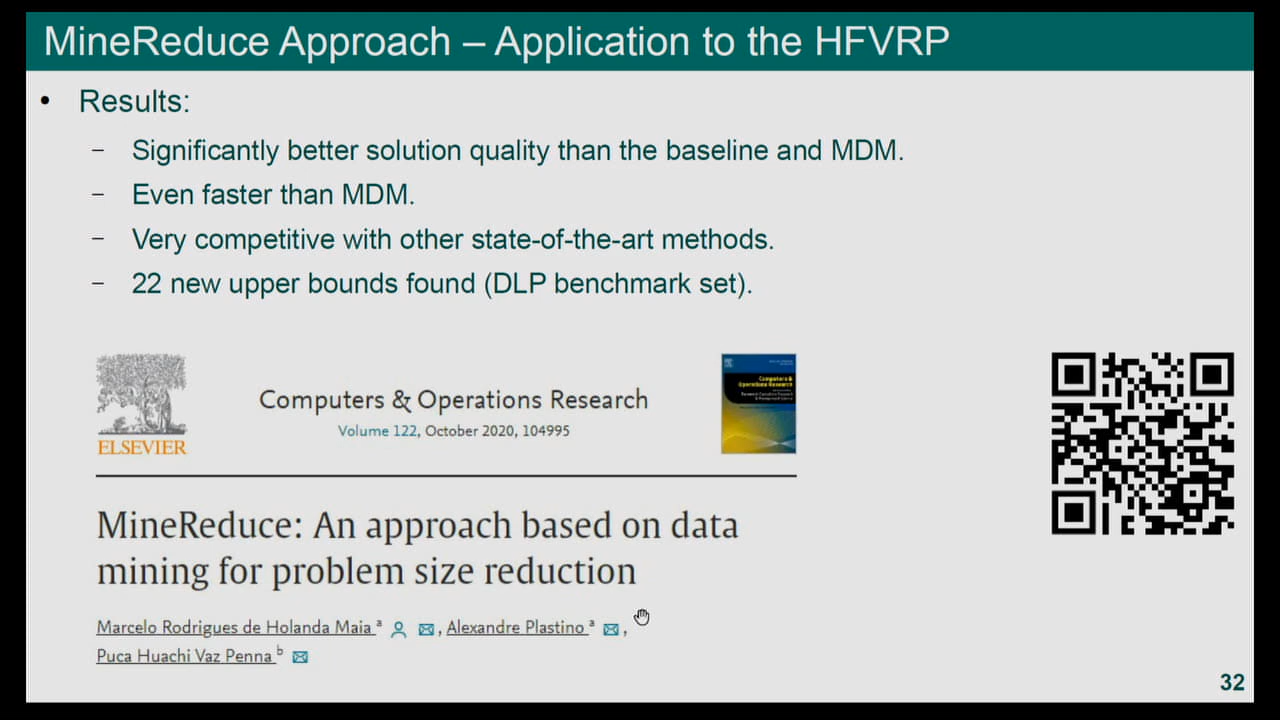 MineReduce Approach – Application to the HFVRP
• Results:
– Significantly better solution quality than the baseline and MDM.
– Even faster than MDM.
– Very competitive with other state-of-the-art methods.
– 22 new upper bounds found (DLP benchmark set).
ELSEVIER
Computers & Operations Research
Volume 122, October 2020, 104995
Computers &
Operations Research
MineReduce: An approach based on data
mining for problem size reduction
Marcelo Rodrigues de Holanda Maia a, Alexandre Plastino a,
Puca Huachi Vaz Penna b
32